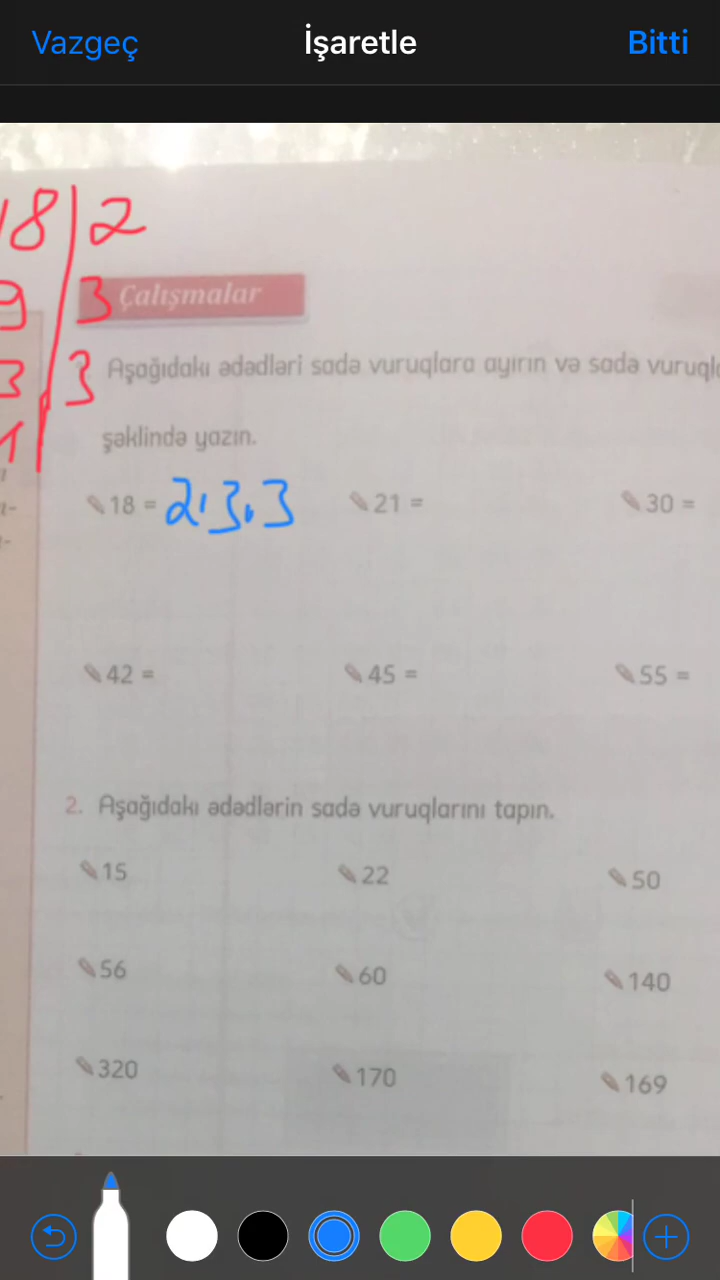 Vazgeç İşaretle Bitti
18 2
9 3
Çalışmalar
3 3
Aşağıdakı ədədləri sadə vuruqlara ayırın və sadə
1
şəklində yazın.
18 = 2.3.3 21 = 30 =
42 = 45 = 55 =
2. Aşağıdakı ədədlərin sadə vuruqlarını tapın.
15 22 50
56 60 140
320 170 169